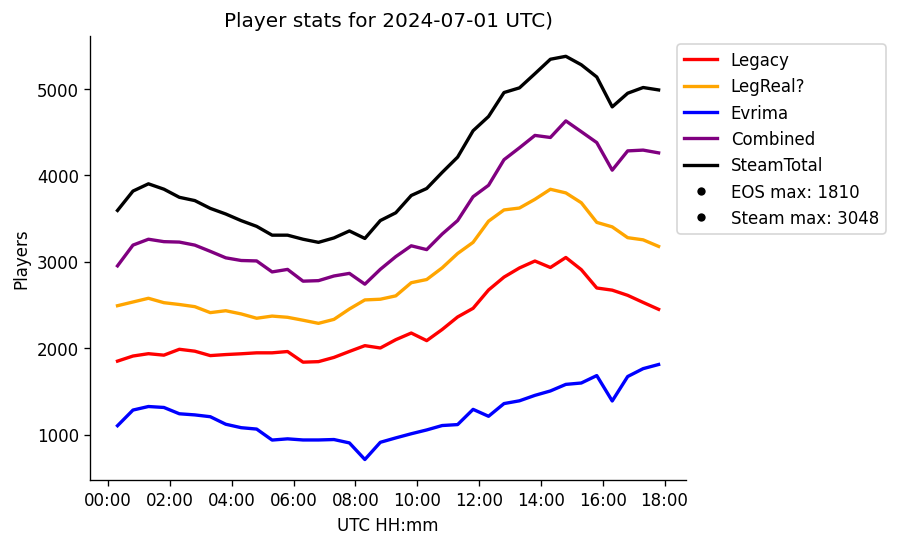 Player stats for 2024-07-01 UTC)
Legacy
LegReal?
Evrima
Combined
SteamTotal
EOS max: 1810
Steam max: 3048
5000
4000
3000
2000
1000
Players
00:00 02:00 04:00 06:00 08:00 10:00 12:00 14:00 16:00 18:00
UTC HH:mm